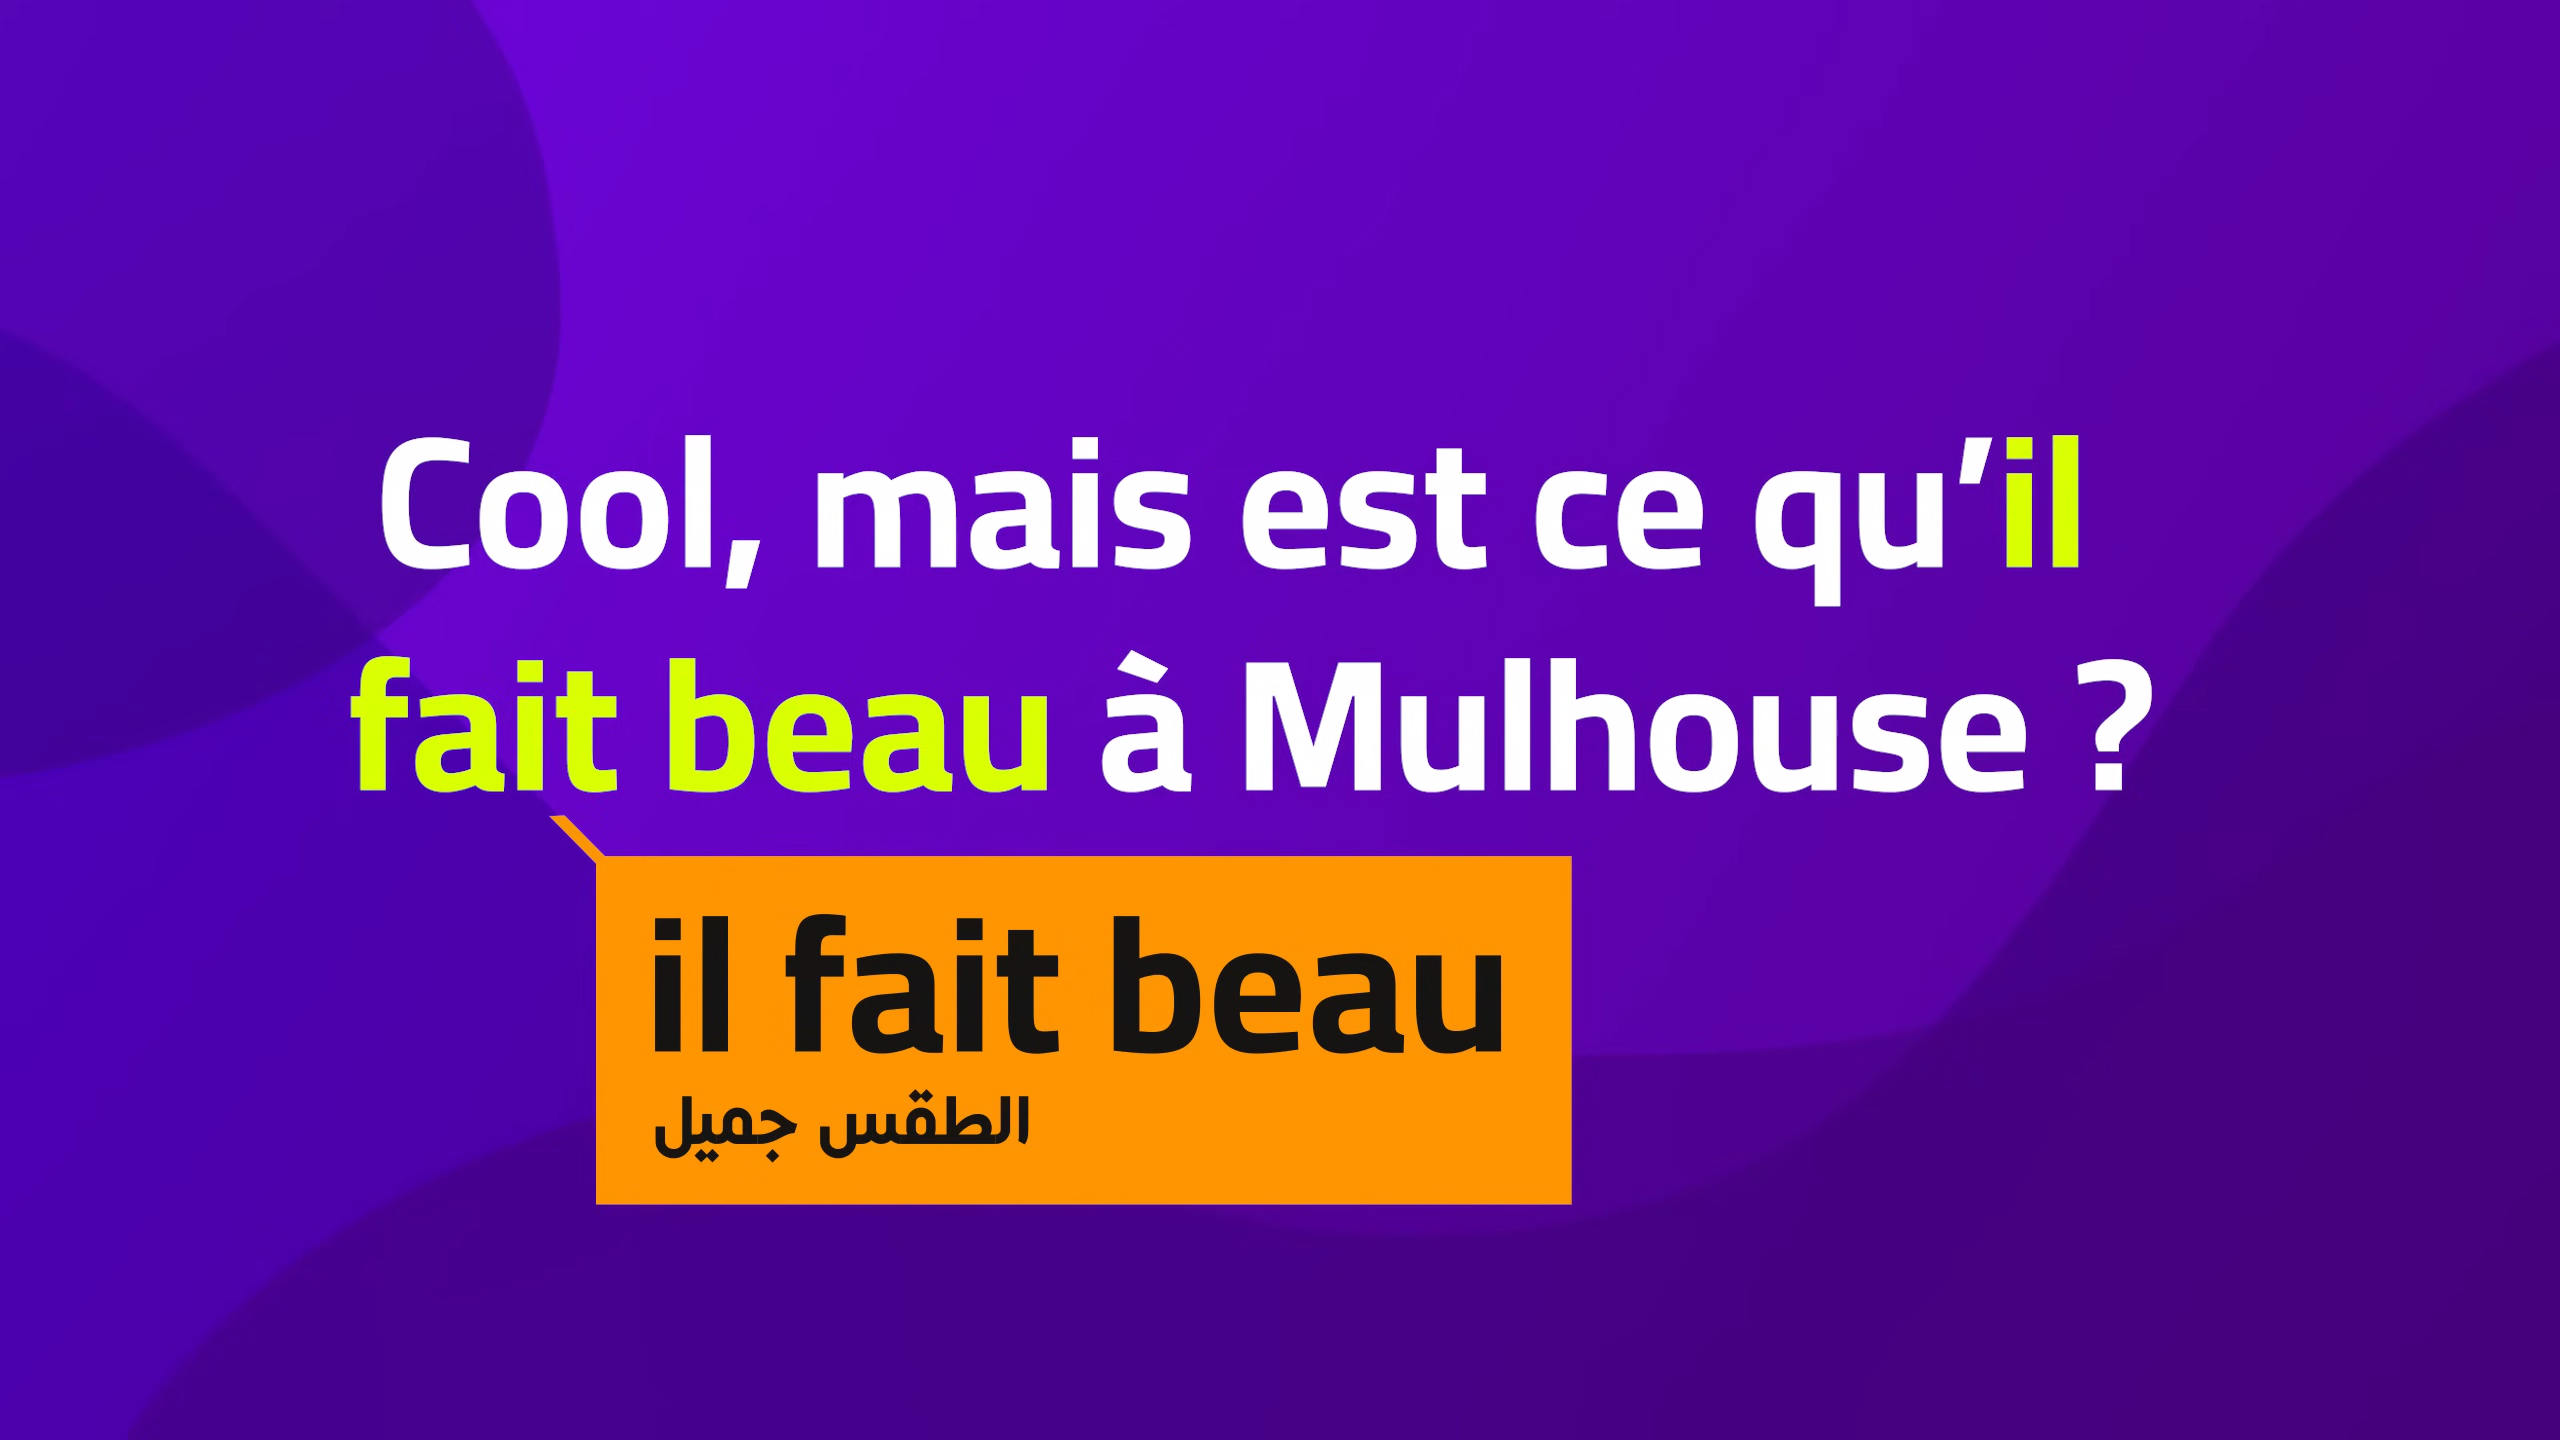 Cool, mais est ce qu’il
fait beau à Mulhouse ?
il fait beau
الطقس جميل